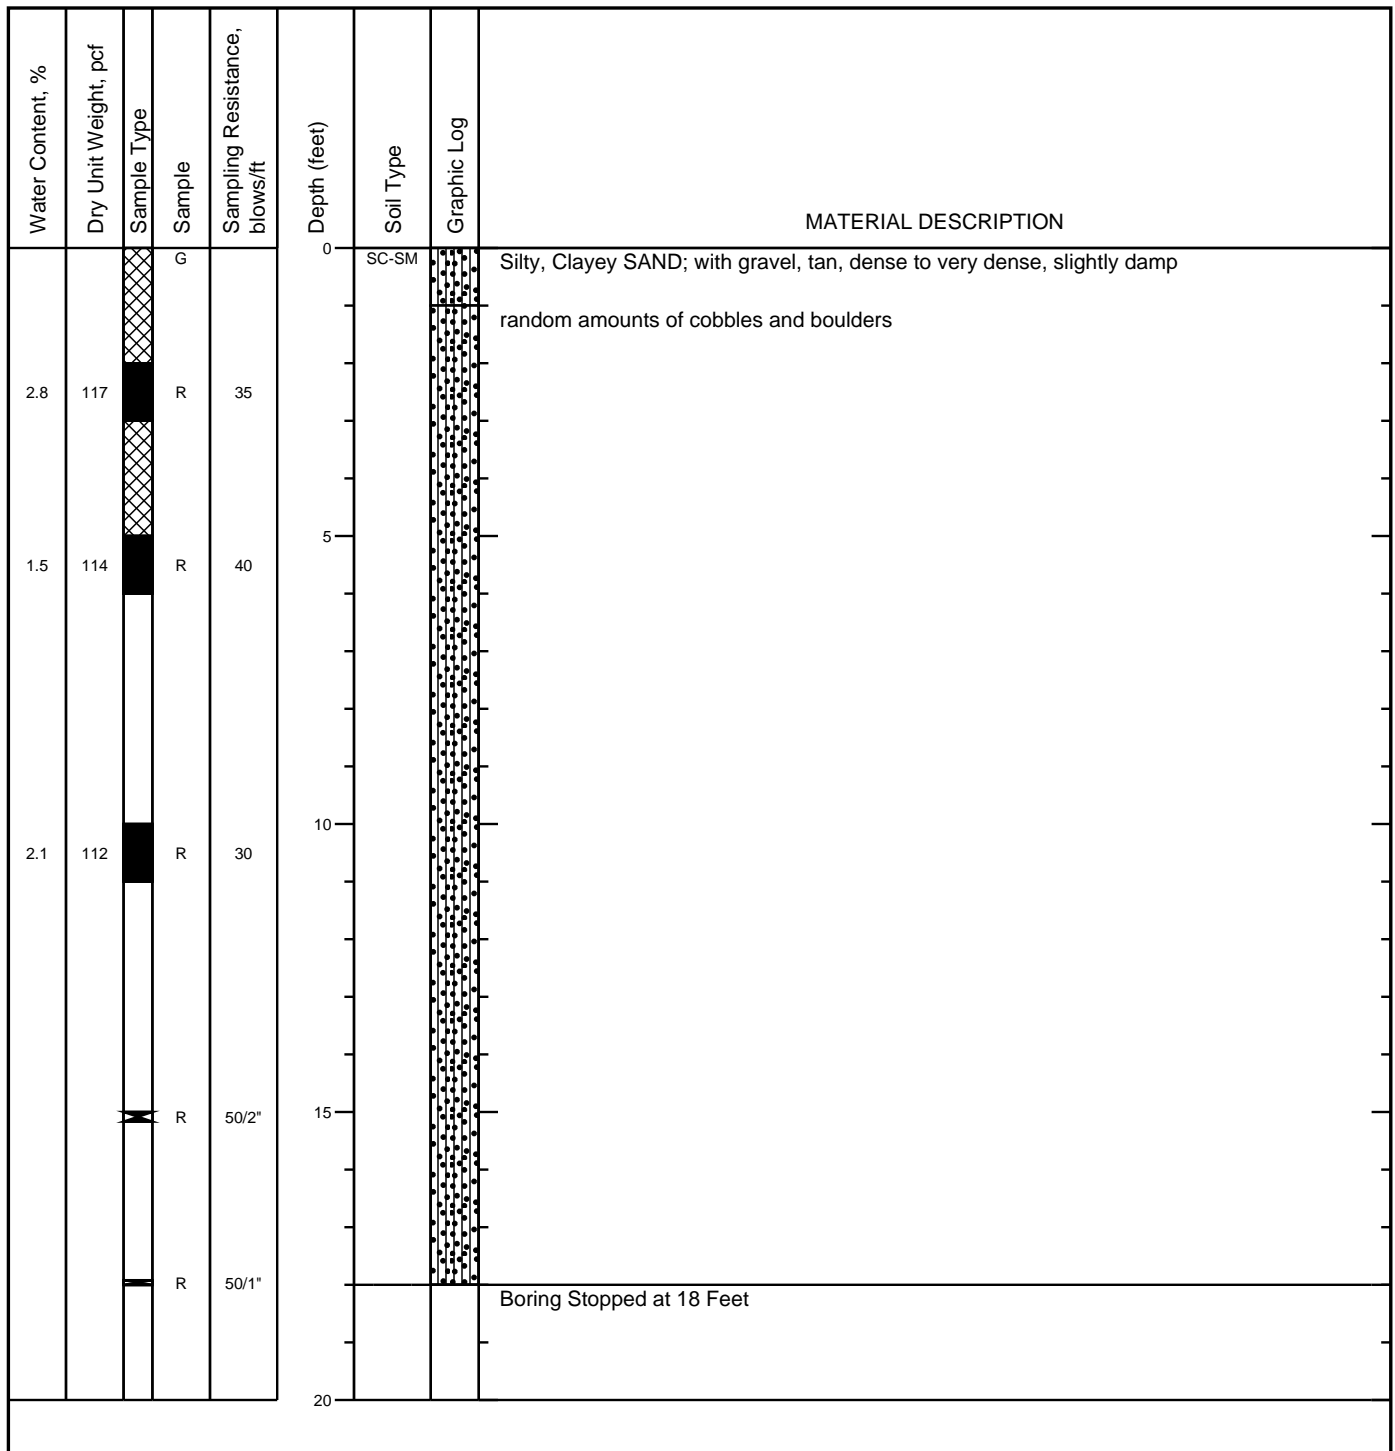 Water Content, %
Dry Unit Weight, pcf
Sample Type
Sample
Sampling Resistance,
blows/ft
Depth (feet)
Soil Type
Graphic Log
MATERIAL DESCRIPTION
0
G
SC-SM
Silty, Clayey SAND; with gravel, tan, dense to very dense, slightly damp
random amounts of cobbles and boulders
2.8 117 R 35
5
1.5 114 R 40
10
2.1 112 R 30
15
R 50/2"
R 50/1"
Boring Stopped at 18 Feet
20